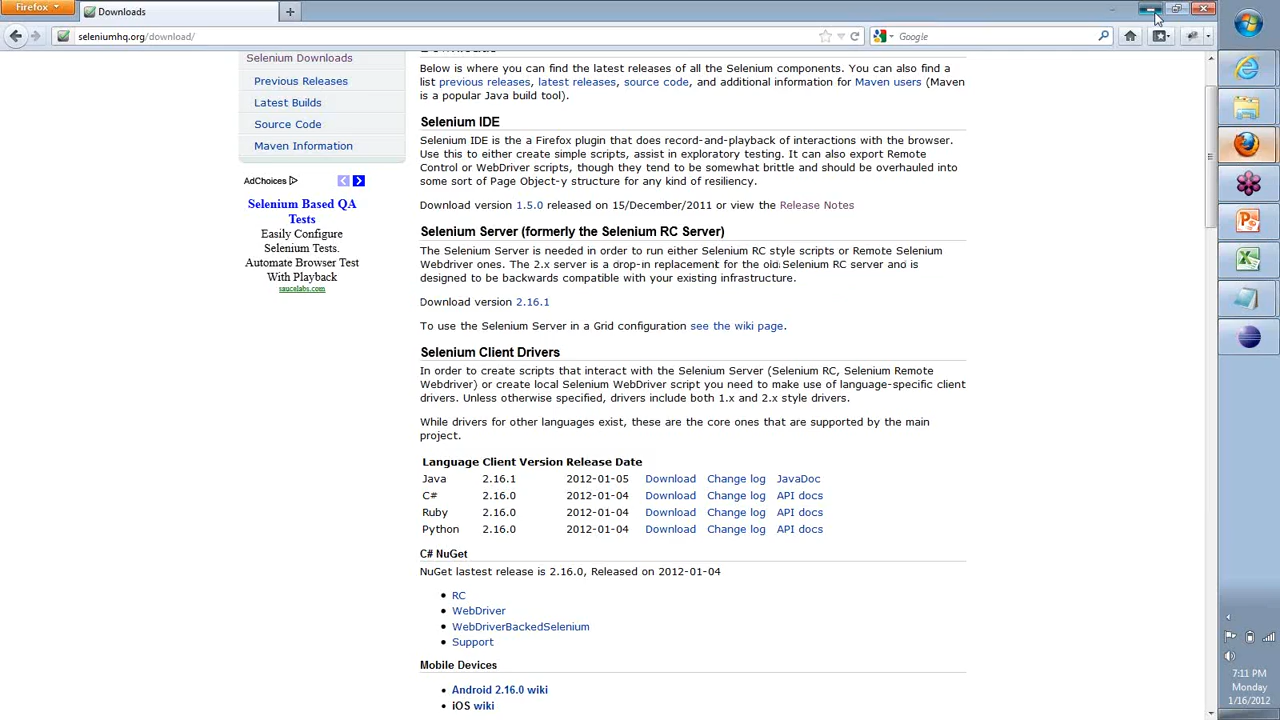 Firefox
Downloads
seleniumhq.org/download/
Google
Selenium Downloads
Previous Releases
Latest Builds
Source Code
Maven Information
AdChoices
Selenium Based QA
Tests
Easily Configure
Selenium Tests.
Automate Browser Test
With Playback
saucelabs.com
Below is where you can find the latest releases of all the Selenium components. You can also find a
list previous releases, latest releases, source code, and additional information for Maven users (Maven
is a popular Java build tool).
Selenium IDE
Selenium IDE is the a Firefox plugin that does record-and-playback of interactions with the browser.
Use this to either create simple scripts, assist in exploratory testing. It can also export Remote
Control or WebDriver scripts, though they tend to be somewhat brittle and should be overhauled into
some sort of Page Object-y structure for any kind of resiliency.
Download version 1.5.0 released on 15/December/2011 or view the Release Notes
Selenium Server (formerly the Selenium RC Server)
The Selenium Server is needed in order to run either Selenium RC style scripts or Remote Selenium
Webdriver ones. The 2.x server is a drop-in replacement for the old Selenium RC server and is
designed to be backwards compatible with your existing infrastructure.
Download version 2.16.1
To use the Selenium Server in a Grid configuration see the wiki page.
Selenium Client Drivers
In order to create scripts that interact with the Selenium Server (Selenium RC, Selenium Remote
Webdriver) or create local Selenium WebDriver script you need to make use of language-specific client
drivers. Unless otherwise specified, drivers include both 1.x and 2.x style drivers.
While drivers for other languages exist, these are the core ones that are supported by the main
project.
Language Client Version Release Date
Java 2.16.1 2012-01-05 Download Change log JavaDoc
C# 2.16.0 2012-01-04 Download Change log API docs
Ruby 2.16.0 2012-01-04 Download Change log API docs
Python 2.16.0 2012-01-04 Download Change log API docs
C# NuGet
NuGet lastest release is 2.16.0, Released on 2012-01-04
RC
WebDriver
WebDriverBackedSelenium
Support
Mobile Devices
Android 2.16.0 wiki
iOS wiki
7:11 PM
Monday
1/16/2012